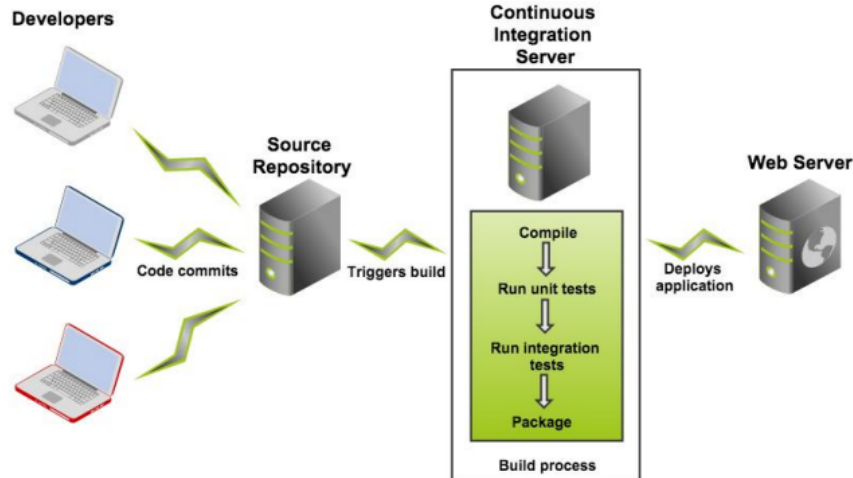 Developers
Continuous
Integration
Server
Source
Repository
Web Server
Code commits
Triggers build
Compile
Run unit tests
Run integration
tests
Package
Build process
Deploys
application